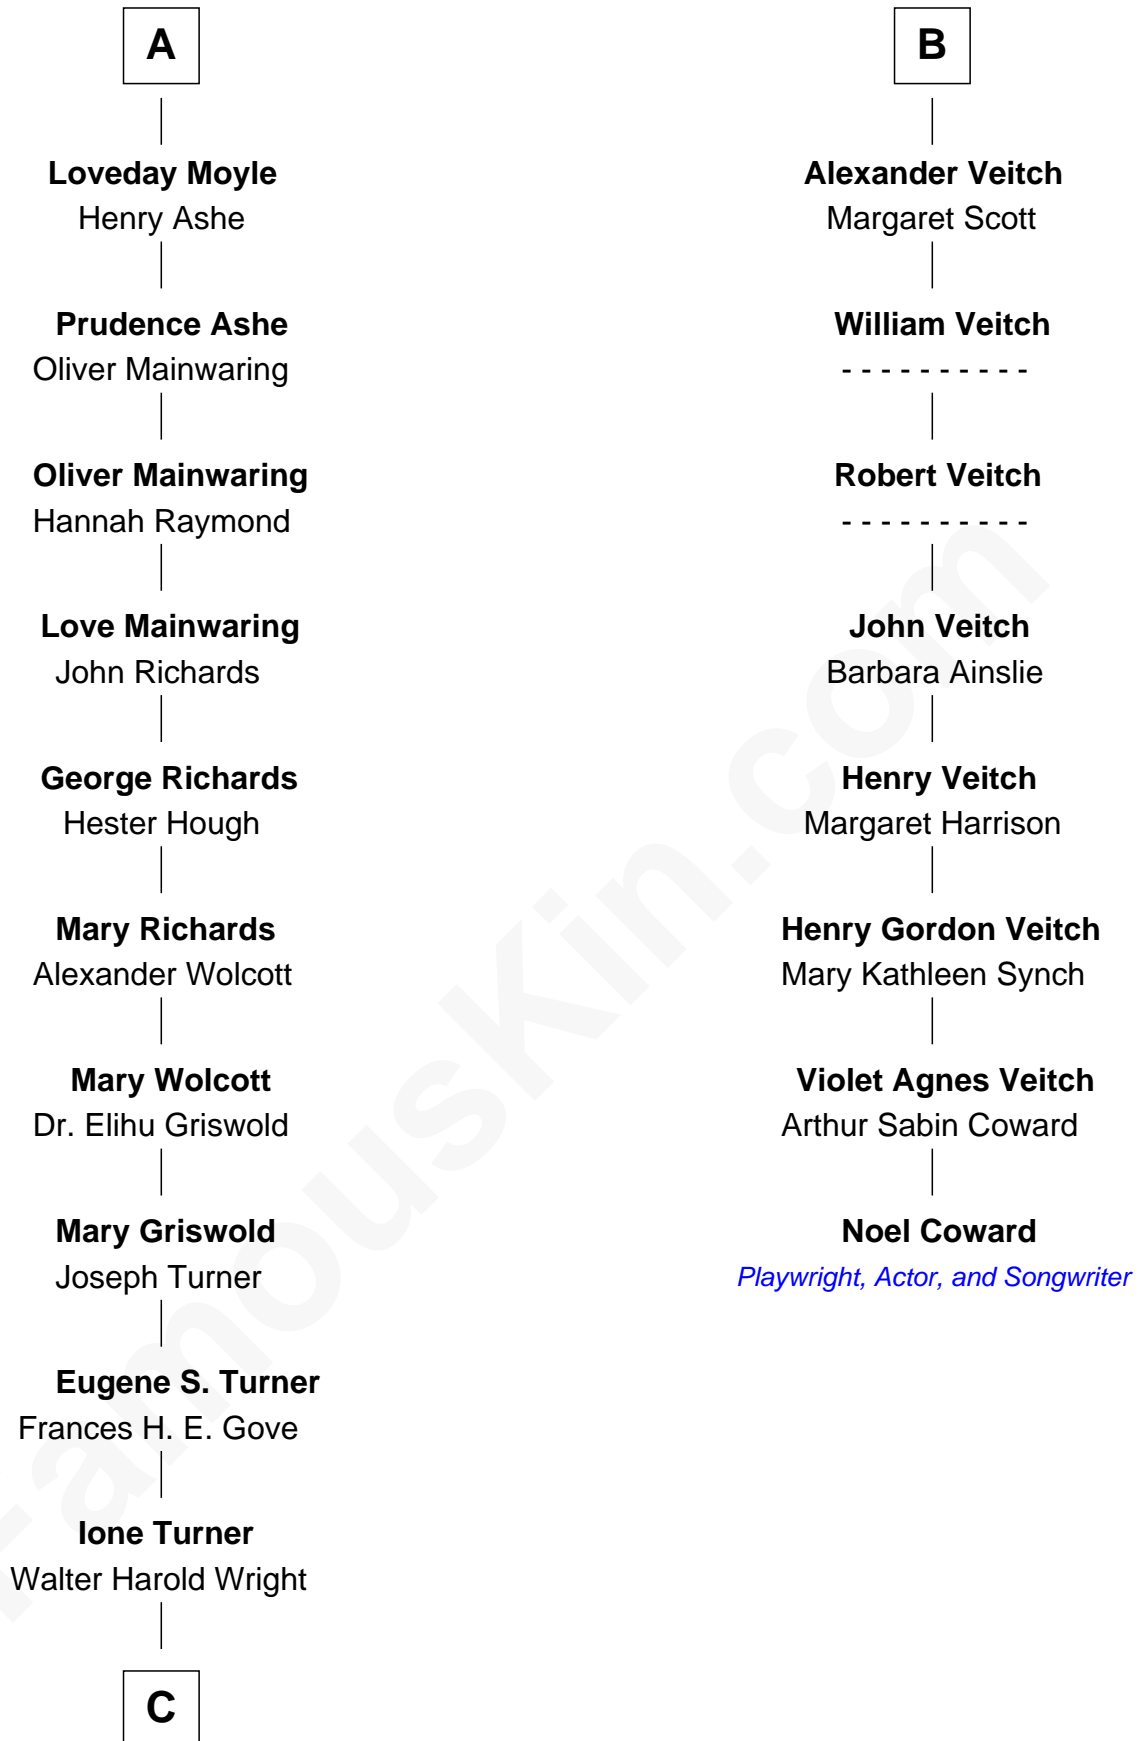 A
Loveday Moyle
Henry Ashe
Prudence Ashe
Oliver Mainwaring
Oliver Mainwaring
Hannah Raymond
Love Mainwaring
John Richards
George Richards
Hester Hough
Mary Richards
Alexander Wolcott
Mary Wolcott
Dr. Elihu Griswold
Mary Griswold
Joseph Turner
Eugene S. Turner
Frances H. E. Gove
Ione Turner
Walter Harold Wright
C
B
Alexander Veitch
Margaret Scott
William Veitch
- - - - - - - - - -
Robert Veitch
- - - - - - - - - -
John Veitch
Barbara Ainslie
Henry Veitch
Margaret Harrison
Henry Gordon Veitch
Mary Kathleen Synch
Violet Agnes Veitch
Arthur Sabin Coward
Noel Coward
Playwright, Actor, and Songwriter
FamousKin.com